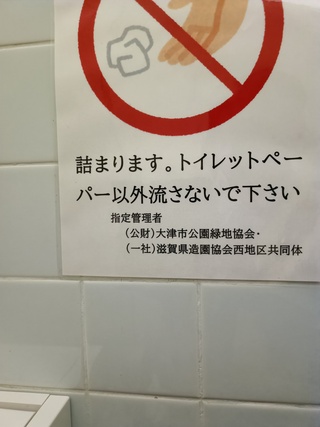 詰まります。トイレットペー
パー以外流さないで下さい
指定管理者
（公財）大津市公園緑地協会・
（一社）滋賀県造園協会西地区共同体